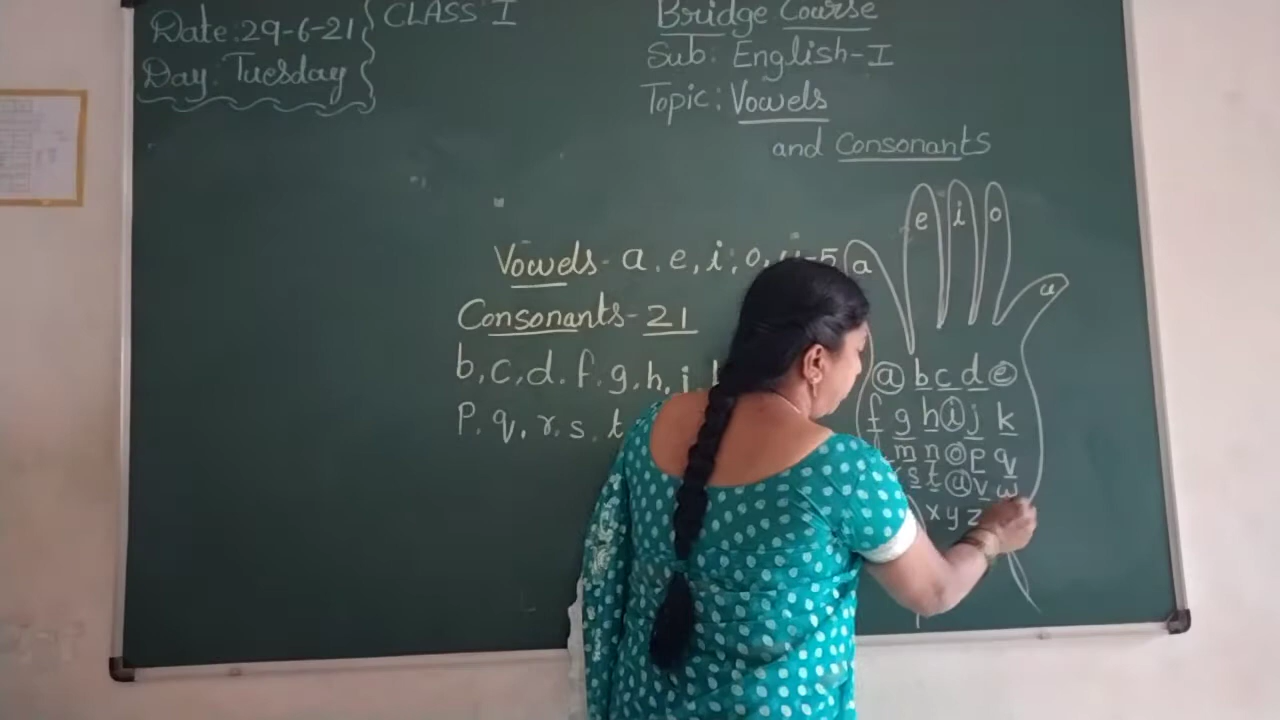 Date: 29-6-21
Day: Tuesday
CLASS I
Bridge Course
Sub: English-I
Topic: Vowels
and Consonants
Vowels - a, e, i, o, u - 5
Consonants - 21
b, c, d, f, g, h, j,
p, q, r, s, t
a e i o u
a b c d e
f g h i j k
m n o p q
s t u v w
x y z